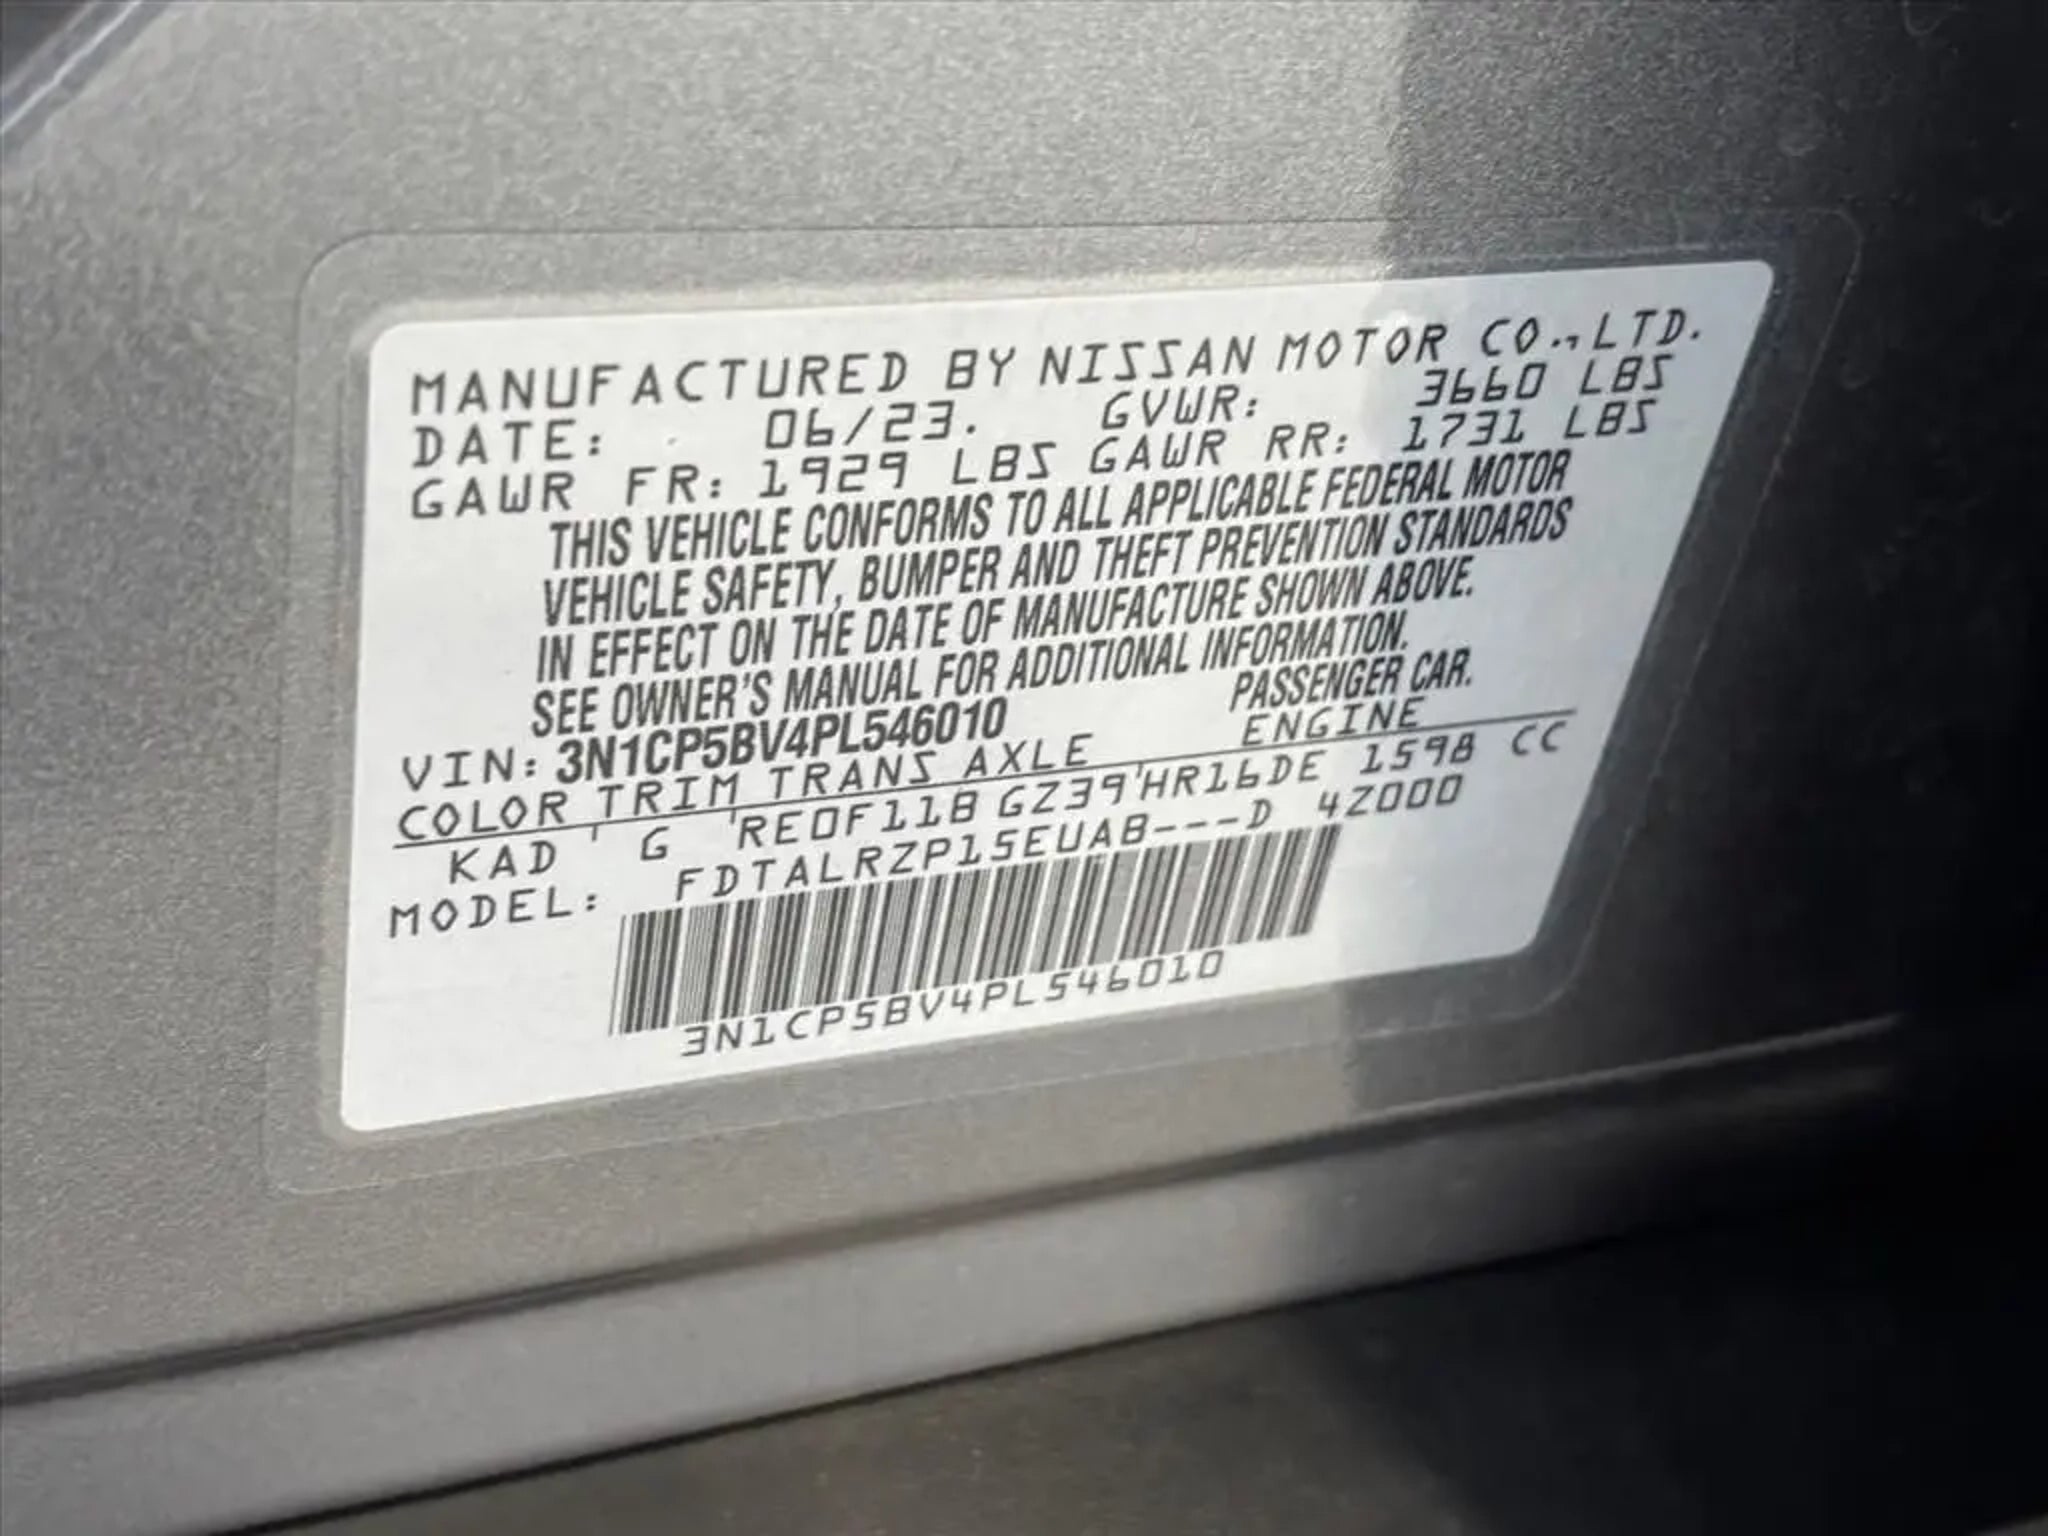 MANUFACTURED BY NISSAN MOTOR CO.,LTD.
DATE: 06/23. GVWR: 3660 LBS
GAWR FR: 1929 LBS GAWR RR: 1731 LBS
THIS VEHICLE CONFORMS TO ALL APPLICABLE FEDERAL MOTOR
VEHICLE SAFETY, BUMPER AND THEFT PREVENTION STANDARDS
IN EFFECT ON THE DATE OF MANUFACTURE SHOWN ABOVE.
SEE OWNER'S MANUAL FOR ADDITIONAL INFORMATION.
VIN: 3N1CP5BV4PL546010 PASSENGER CAR.
COLOR TRIM TRANS AXLE ENGINE
KAD ' G 'RE0F11B GZ39'HR16DE 1598 CC
MODEL: FDTALRZP15EUAB---D 4Z000
3N1CP5BV4PL546010